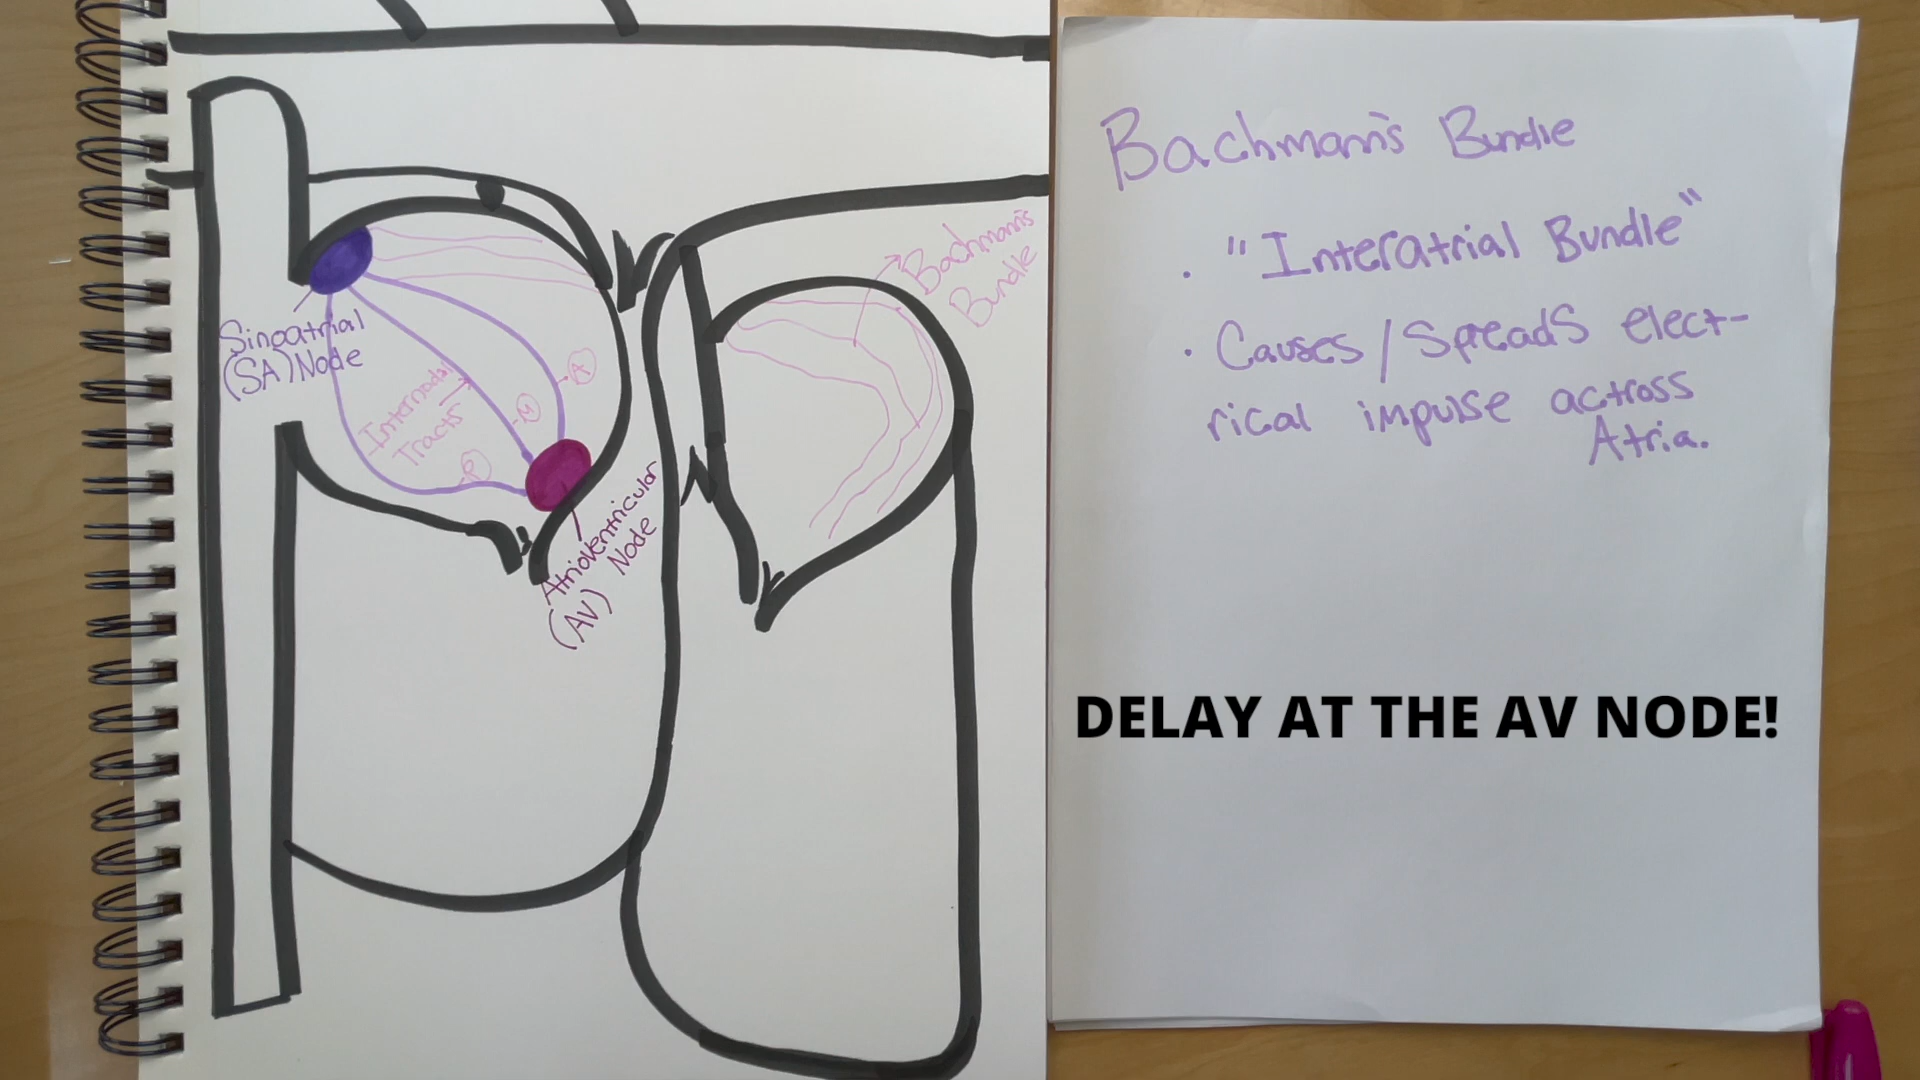 Sinoatrial
(SA) Node
Internodal
Tracts
A
M
P
Atrioventricular
(AV) Node
Bachmann's
Bundle
Bachmann's Bundle
· "Interatrial Bundle"
· Causes/Spreads elect-
rical impulse actross
Atria.
DELAY AT THE AV NODE!